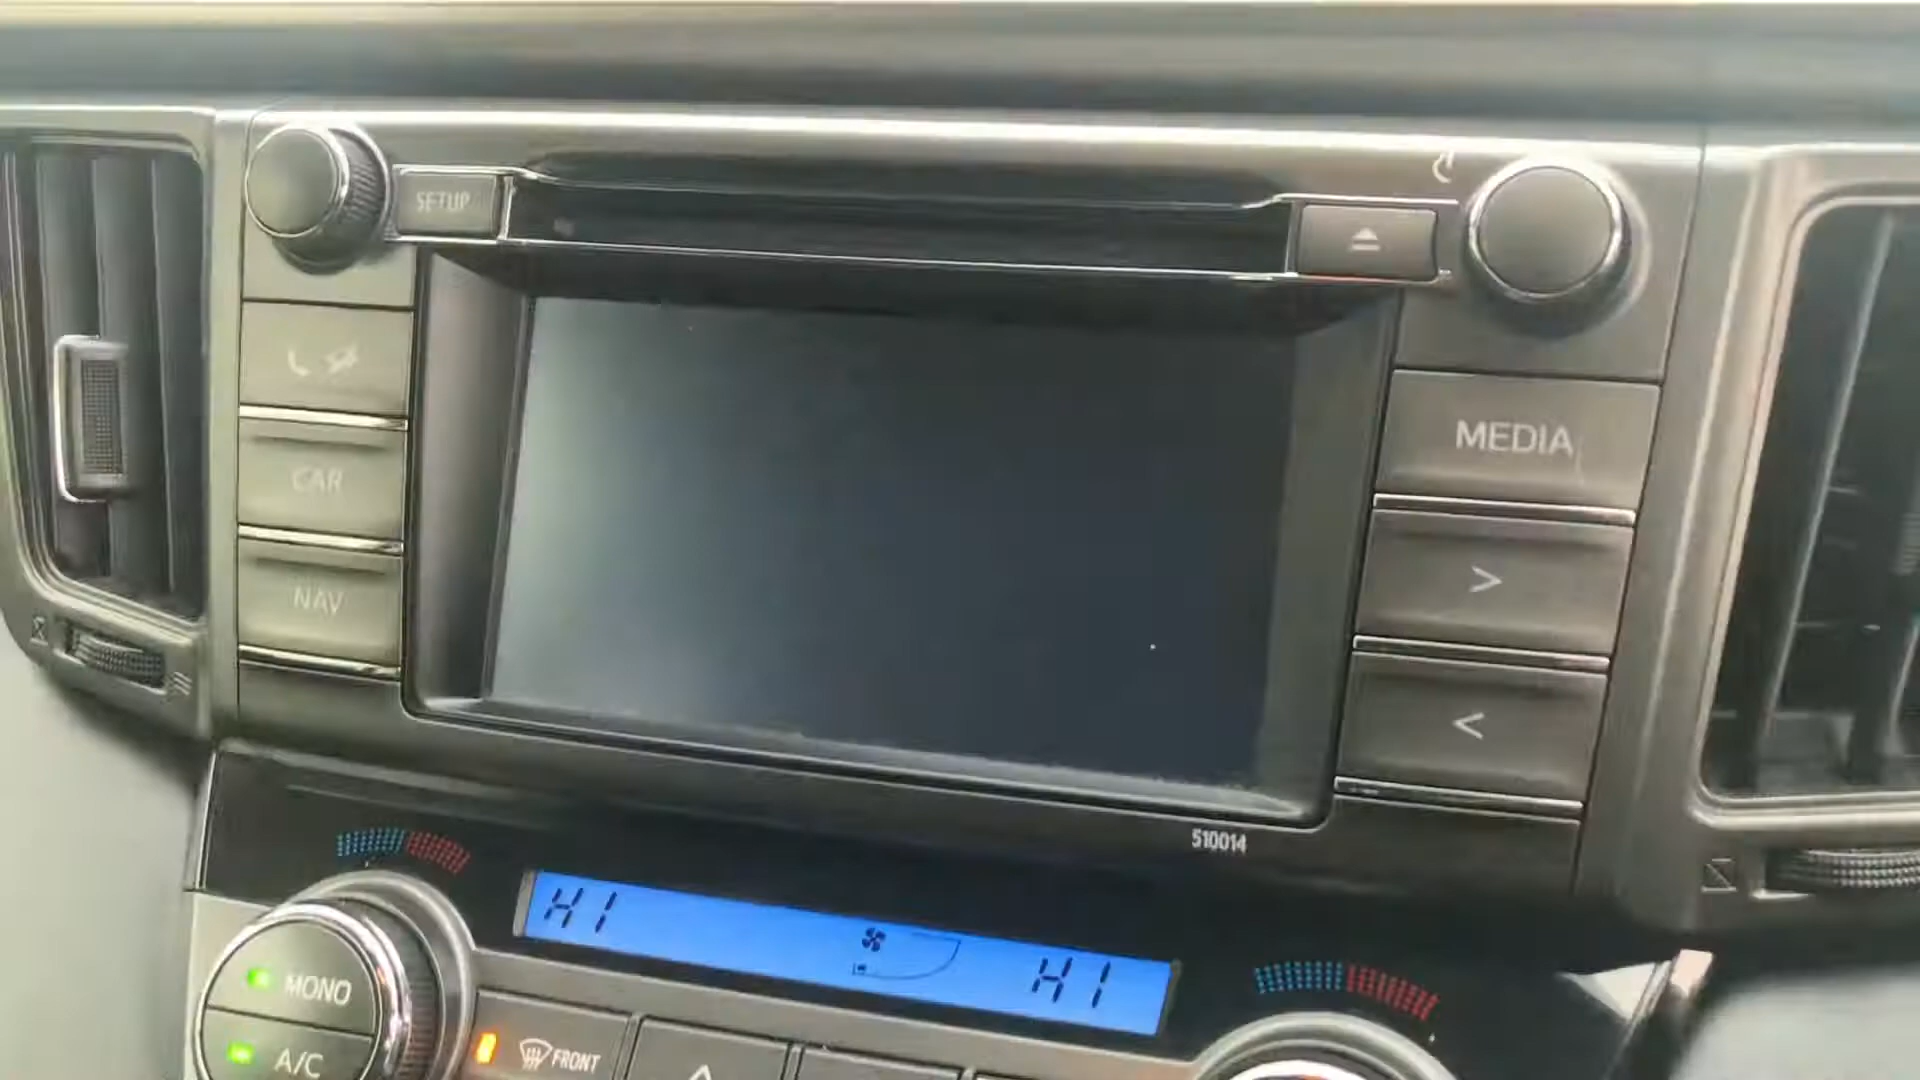 SETUP
MEDIA
CAR
>
NAV
<
510014
HI
HI
MONO
A/C
FRONT